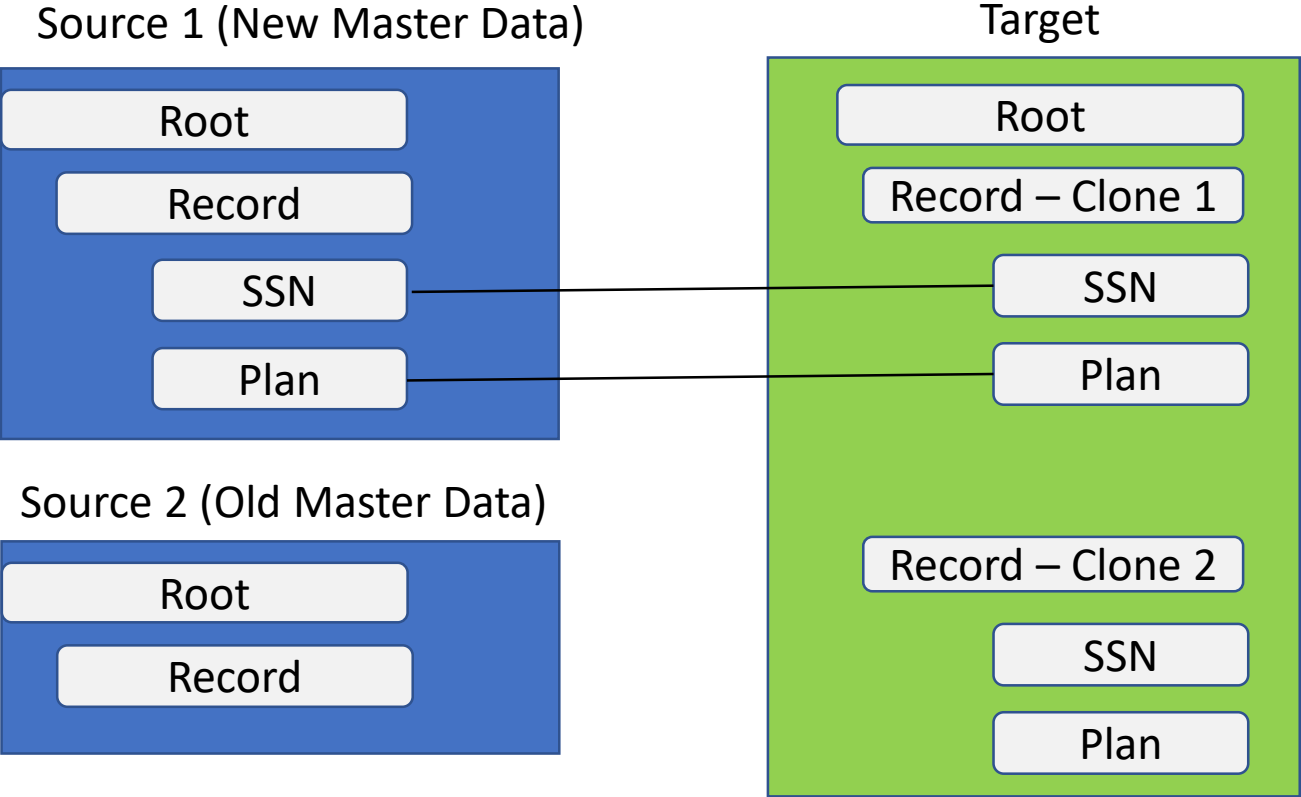 Source 1 (New Master Data)
Root
Record
SSN
Plan
Source 2 (Old Master Data)
Root
Record
Target
Root
Record – Clone 1
SSN
Plan
Record – Clone 2
SSN
Plan